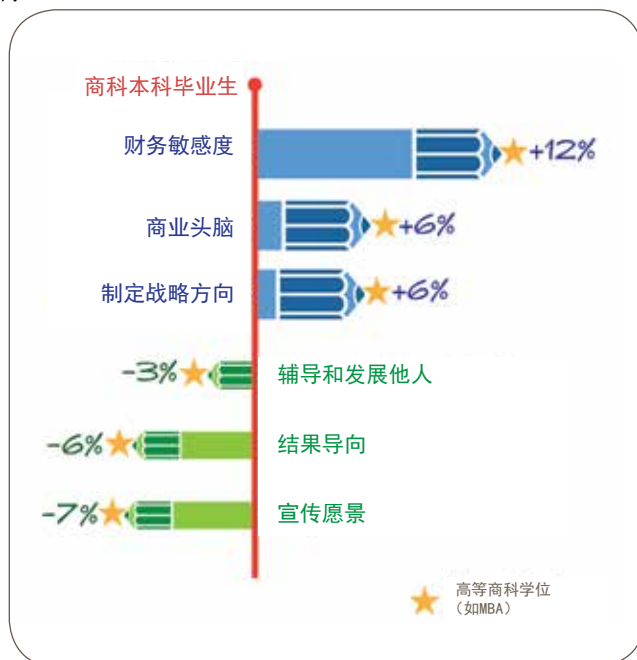 商科本科毕业生
财务敏感度
+12%
商业头脑
+6%
制定战略方向
+6%
-3%
辅导和发展他人
-6%
结果导向
-7%
宣传愿景
高等商科学位
（如MBA）